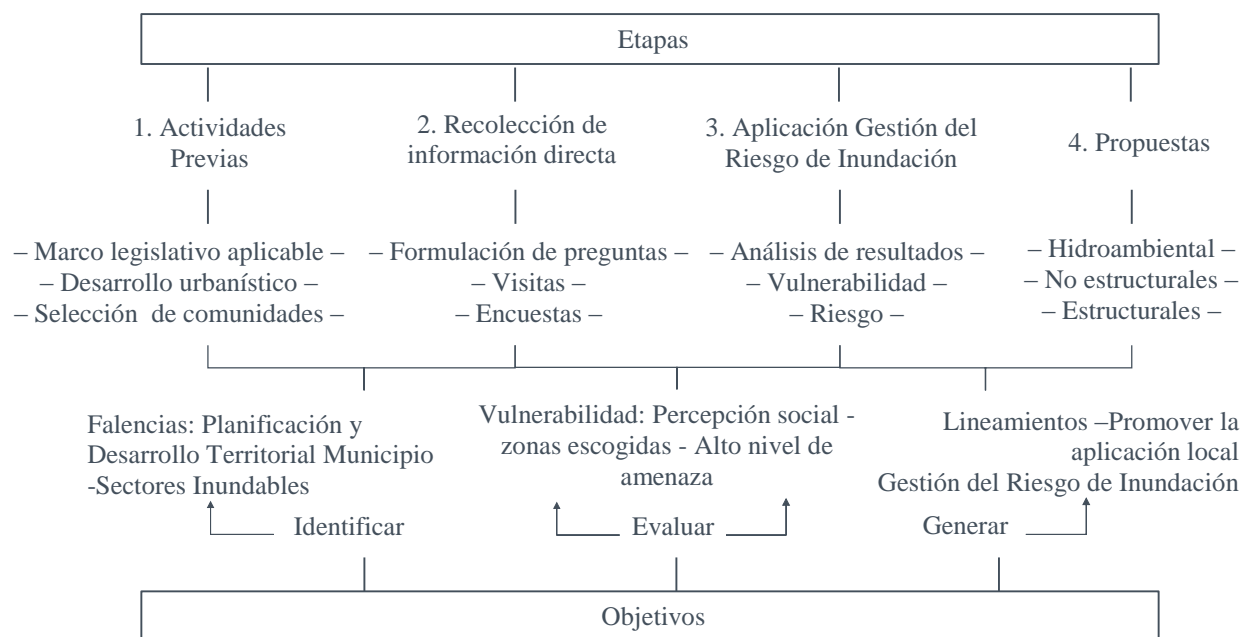 Etapas
1. Actividades
Previas
2. Recolección de
información directa
3. Aplicación Gestión del
Riesgo de Inundación
4. Propuestas
– Marco legislativo aplicable –
– Desarrollo urbanístico –
– Selección de comunidades –
– Formulación de preguntas –
– Visitas –
– Encuestas –
– Análisis de resultados –
– Vulnerabilidad –
– Riesgo –
– Hidroambiental –
– No estructurales –
– Estructurales –
Falencias: Planificación y
Desarrollo Territorial Municipio
-Sectores Inundables
Vulnerabilidad: Percepción social -
zonas escogidas - Alto nivel de
amenaza
Lineamientos –Promover la
aplicación local
Gestión del Riesgo de Inundación
Identificar
Evaluar
Generar
Objetivos